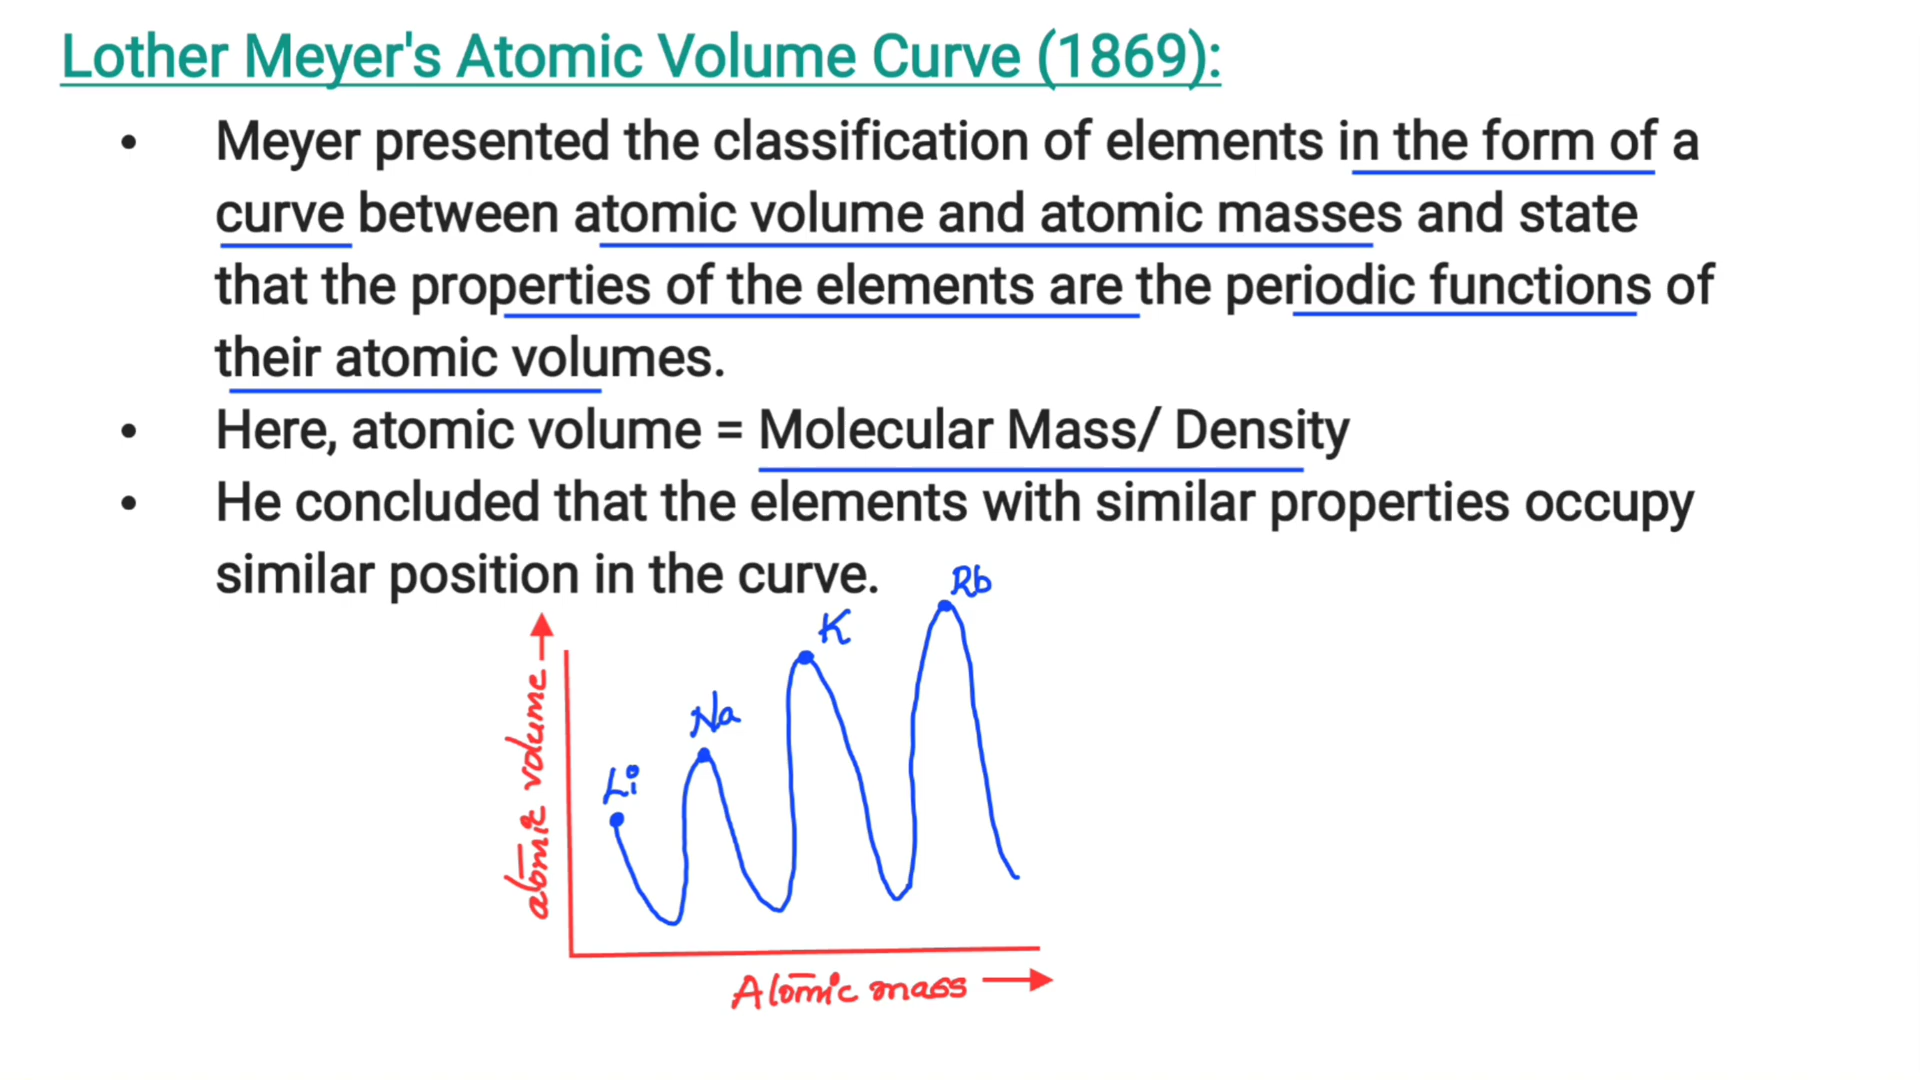 Lother Meyer's Atomic Volume Curve (1869):
• Meyer presented the classification of elements in the form of a
curve between atomic volume and atomic masses and state
that the properties of the elements are the periodic functions of
their atomic volumes.
• Here, atomic volume = Molecular Mass/ Density
• He concluded that the elements with similar properties occupy
similar position in the curve.
Rb
K
Na
Li
atomic volume
Atomic mass